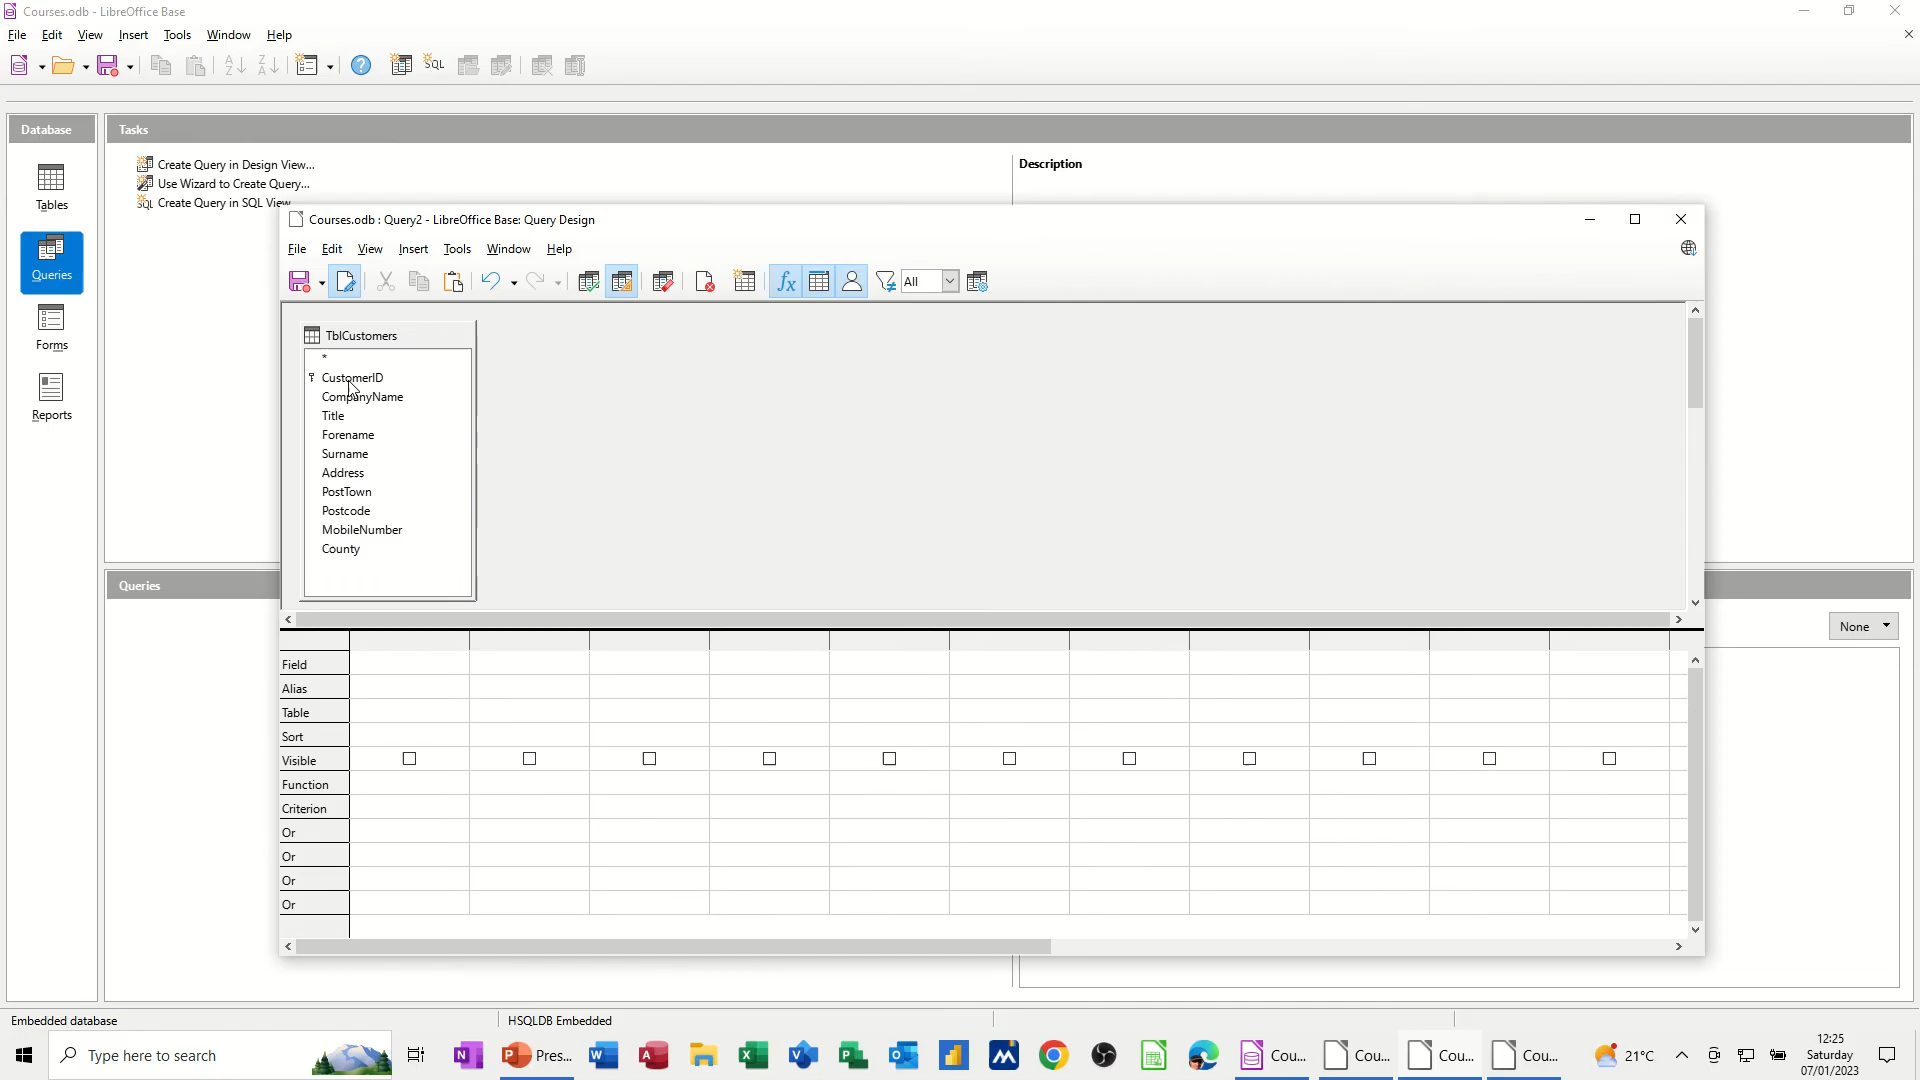 Courses.odb - LibreOffice Base
File Edit View Insert Tools Window Help
SQL
Database
Tasks
Tables
Queries
Forms
Reports
Create Query in Design View...
Use Wizard to Create Query...
SQL Create Query in SQL View...
Description
Courses.odb : Query2 - LibreOffice Base: Query Design
File Edit View Insert Tools Window Help
fx All
TblCustomers
*
CustomerID
CompanyName
Title
Forename
Surname
Address
PostTown
Postcode
MobileNumber
County
Queries
None
Field
Alias
Table
Sort
Visible
Function
Criterion
Or
Or
Or
Or
Embedded database
HSQLDB Embedded
Type here to search
Pres...
Cou...
Cou...
Cou...
Cou...
21°C
12:25
Saturday
07/01/2023